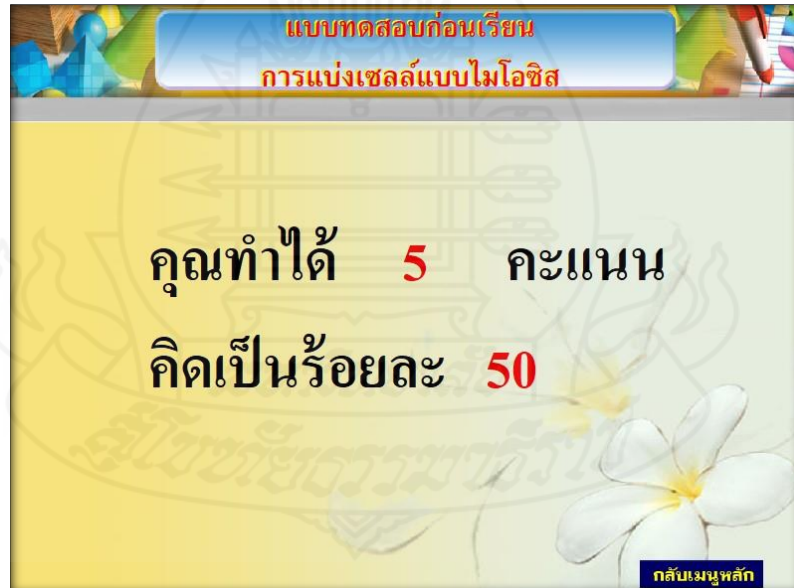 แบบทดสอบก่อนเรียน
การแบ่งเซลล์แบบไมโอซิส
คุณทำได้ 5 คะแนน
คิดเป็นร้อยละ 50
กลับเมนูหลัก